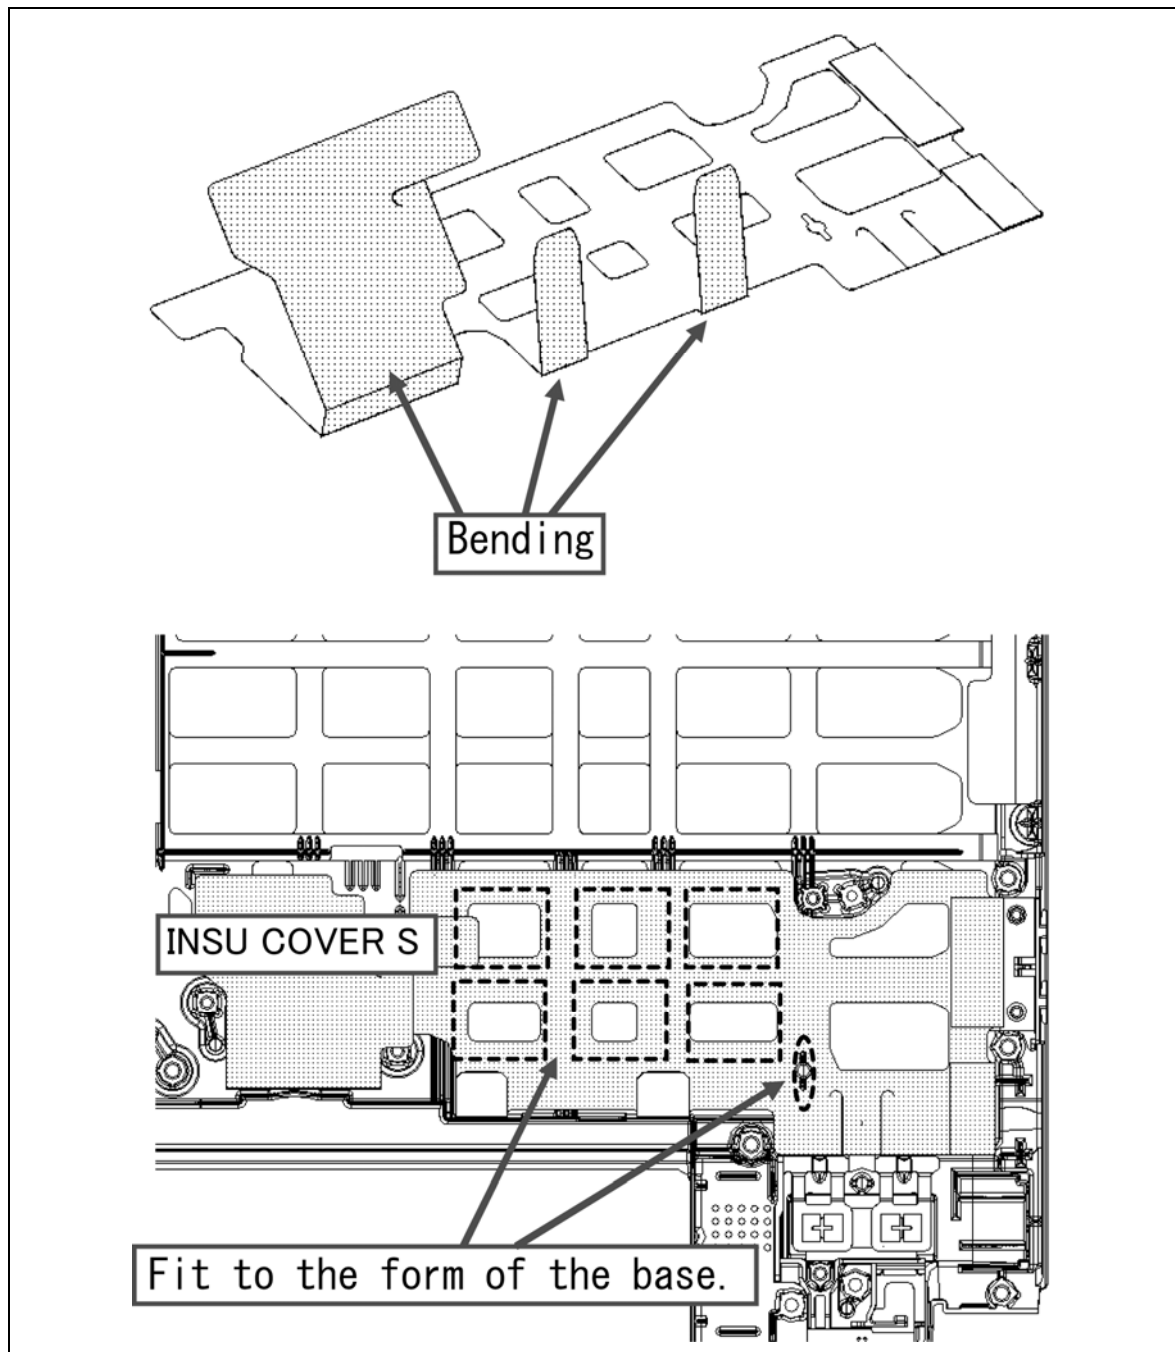 Bending
INSU COVER S
Fit to the form of the base.